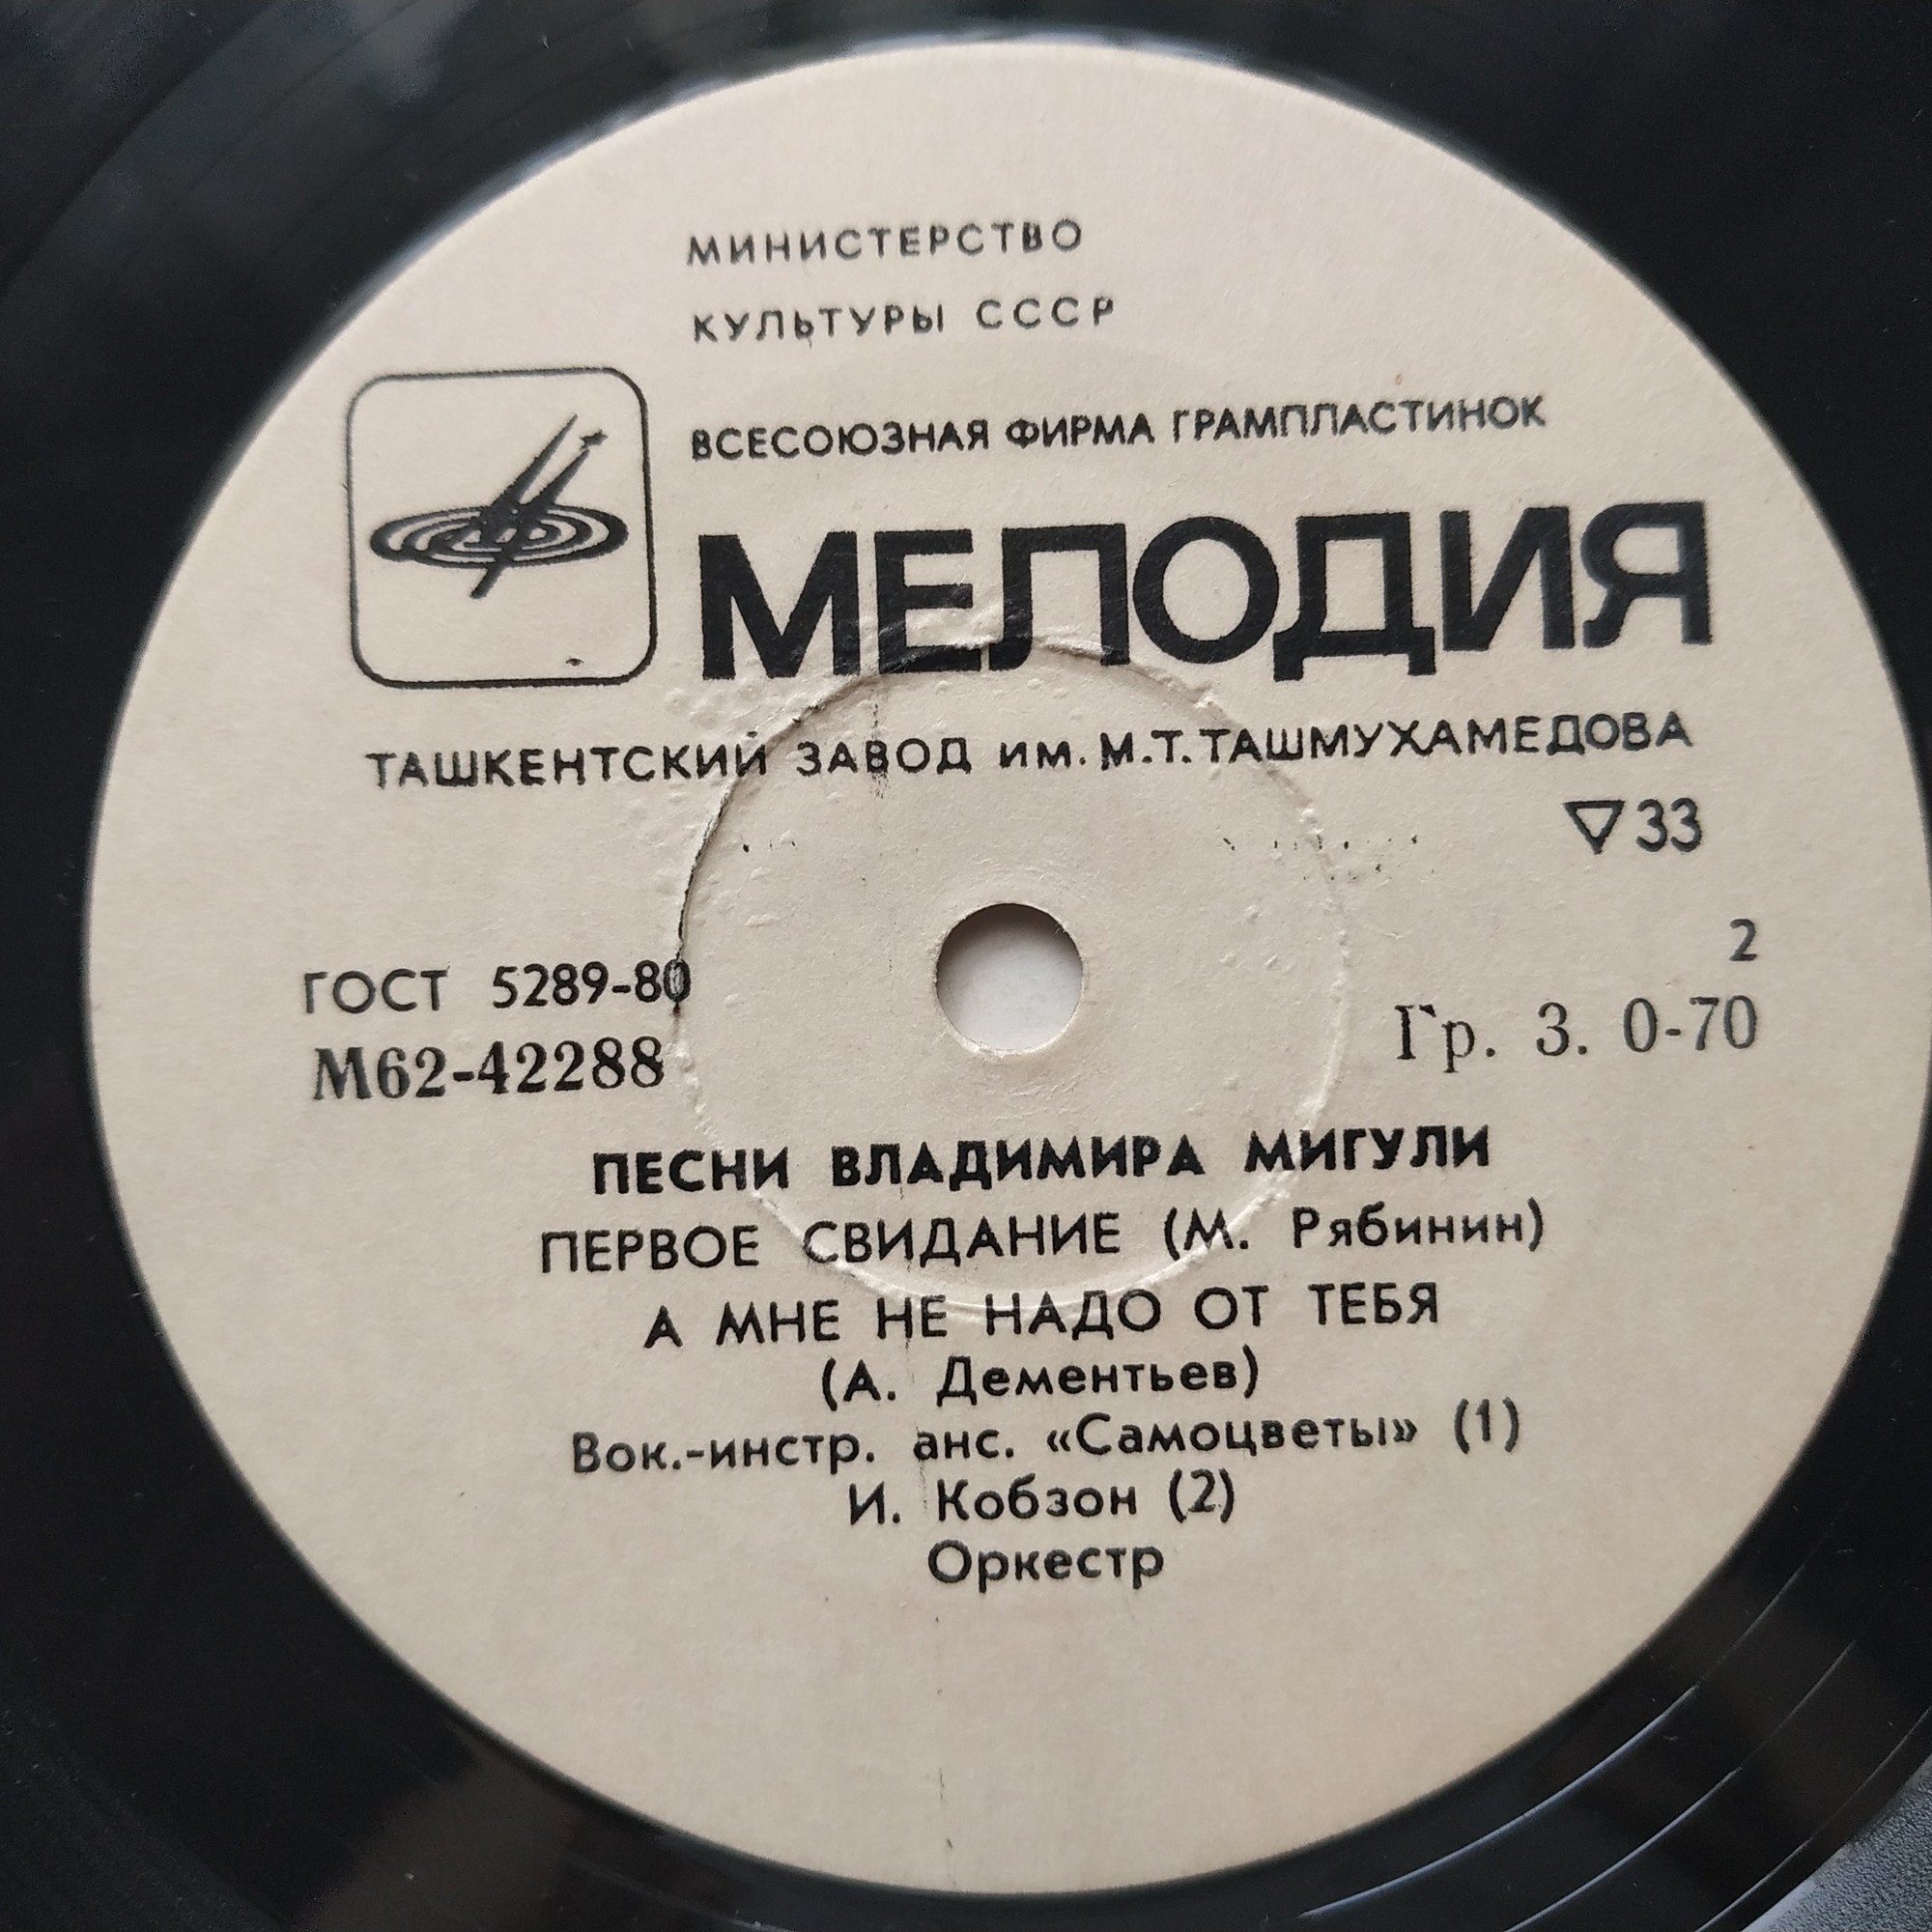 МИНИСТЕРСТВО
КУЛЬТУРЫ СССР
ВСЕСОЮЗНАЯ ФИРМА ГРАМПЛАСТИНОК
МЕЛОДИЯ
ТАШКЕНТСКИЙ ЗАВОД им. М.Т.ТАШМУХАМЕДОВА
▽33
2
ГОСТ 5289-80
Гр. 3. 0-70
М62-42288
ПЕСНИ ВЛАДИМИРА МИГУЛИ
ПЕРВОЕ СВИДАНИЕ (М. Рябинин)
А МНЕ НЕ НАДО ОТ ТЕБЯ
(А. Дементьев)
Вок.-инстр. анс. «Самоцветы» (1)
И. Кобзон (2)
Оркестр